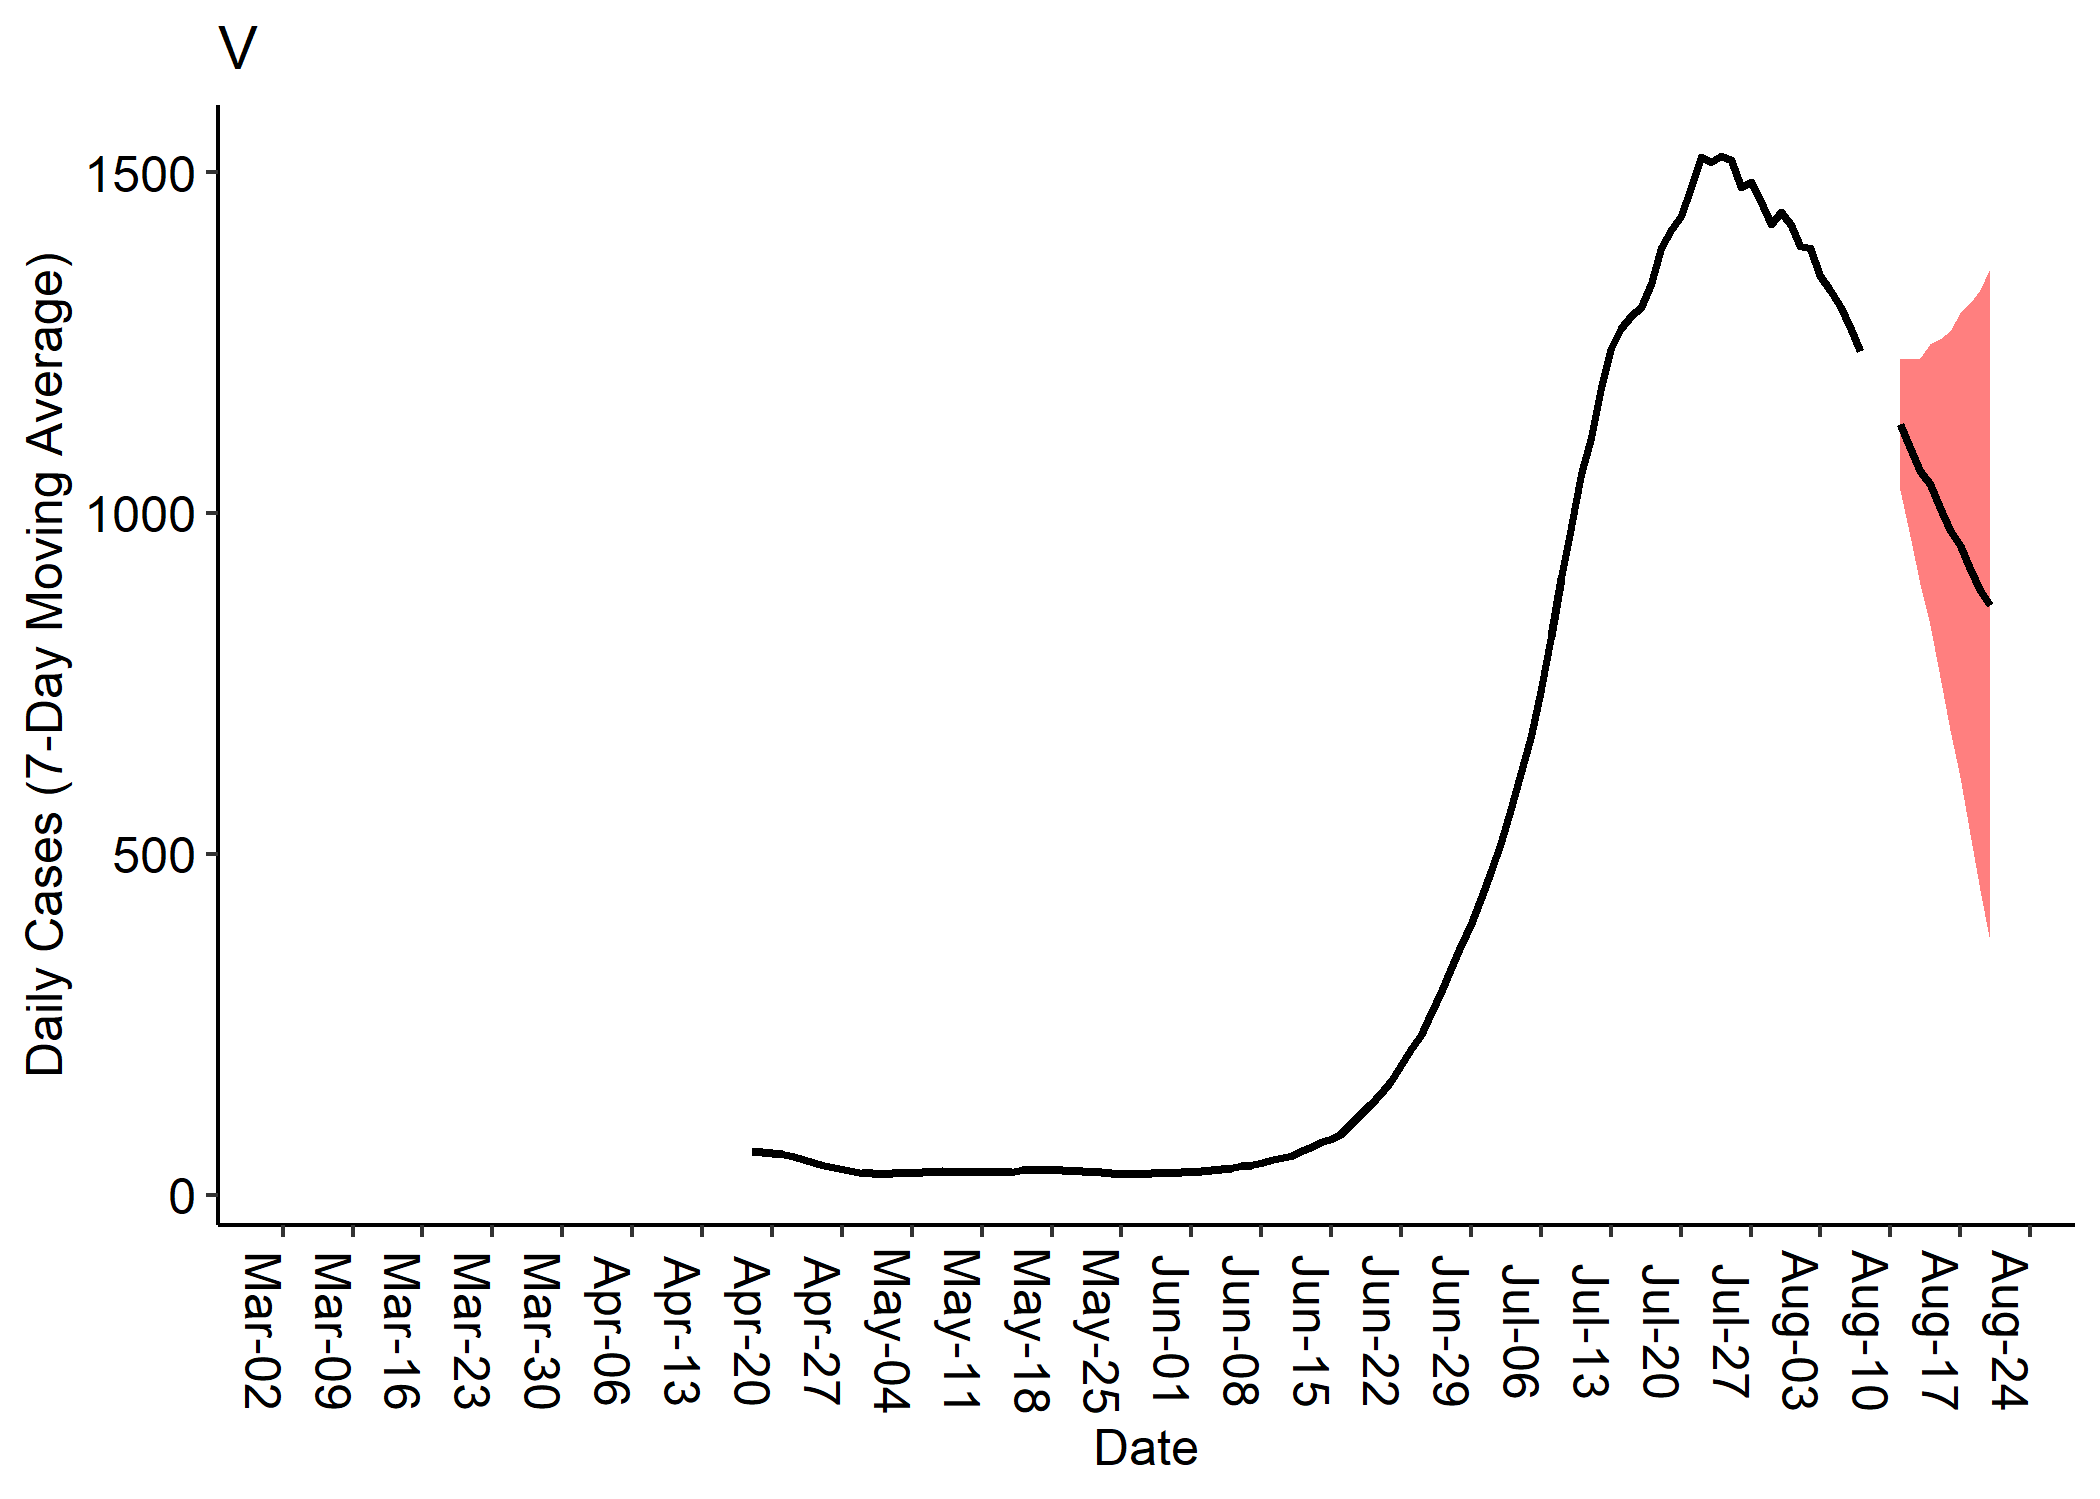 V
Daily Cases (7-Day Moving Average)
1500
1000
500
0
Mar-02
Mar-09
Mar-16
Mar-23
Mar-30
Apr-06
Apr-13
Apr-20
Apr-27
May-04
May-11
May-18
May-25
Jun-01
Jun-08
Jun-15
Jun-22
Jun-29
Jul-06
Jul-13
Jul-20
Jul-27
Aug-03
Aug-10
Aug-17
Aug-24
Date